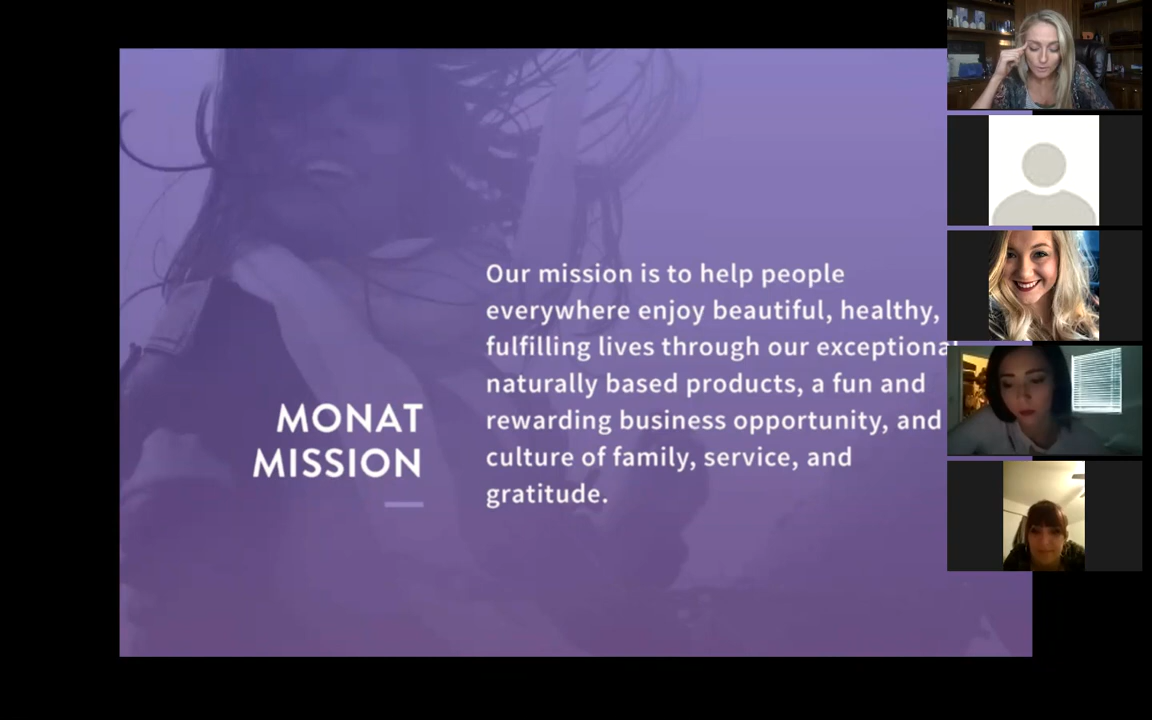 MONAT
MISSION
Our mission is to help people
everywhere enjoy beautiful, healthy,
fulfilling lives through our exceptional
naturally based products, a fun and
rewarding business opportunity, and
culture of family, service, and
gratitude.